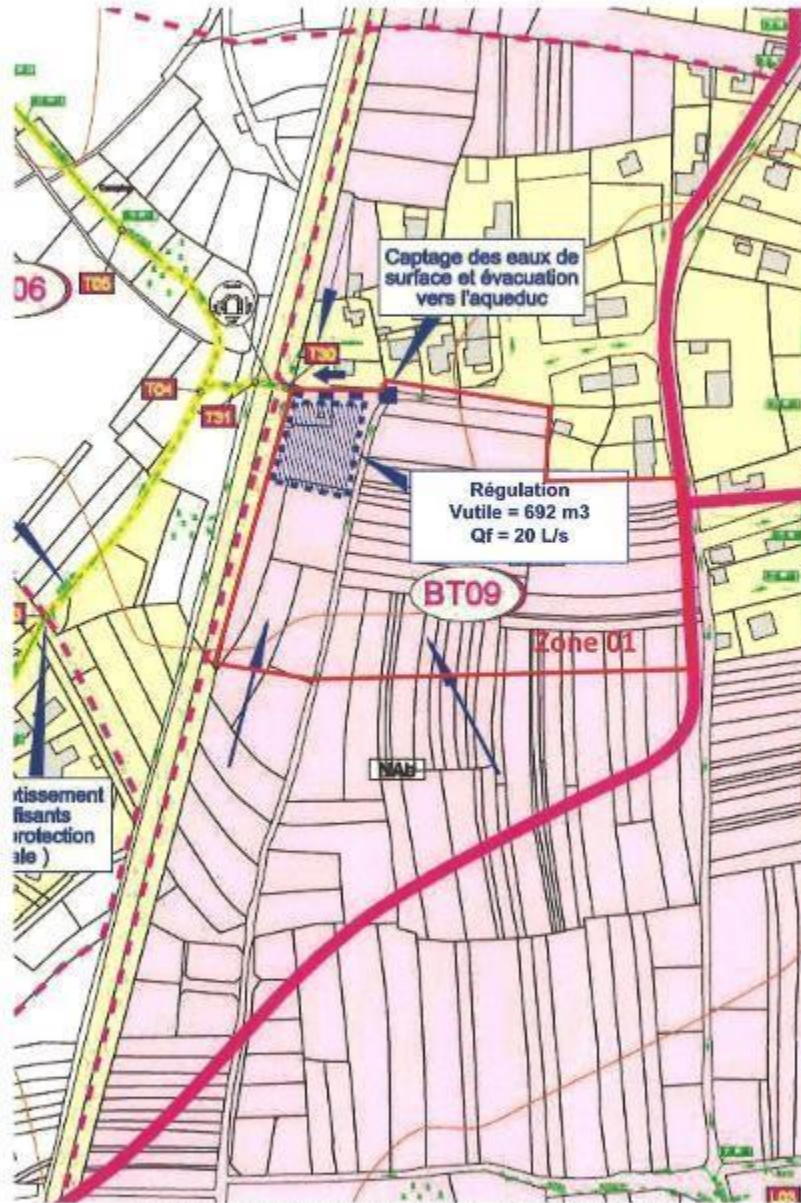 06
T05
Captage des eaux de
surface et évacuation
vers l'aqueduc
T30
T04
T31
Régulation
Vutile = 692 m3
Qf = 20 L/s
BT09
Zone 01
NAb
otissement
fisants
protection
ale )